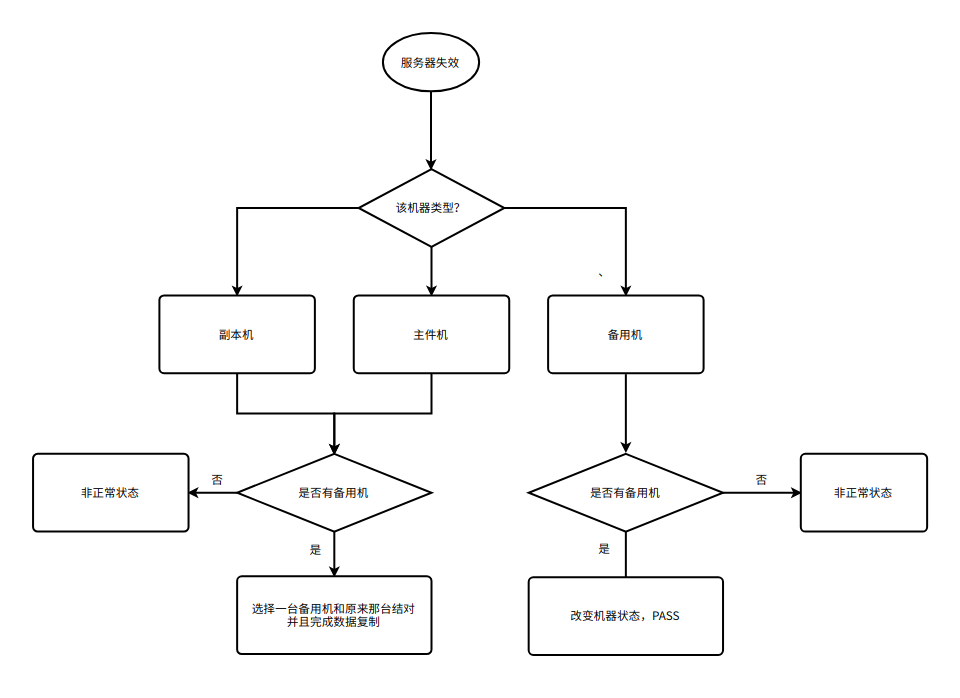 服务器失效
该机器类型?
、
副本机
主件机
备用机
非正常状态
否
是否有备用机
是否有备用机
否
非正常状态
是
是
选择一台备用机和原来那台结对
并且完成数据复制
改变机器状态，PASS